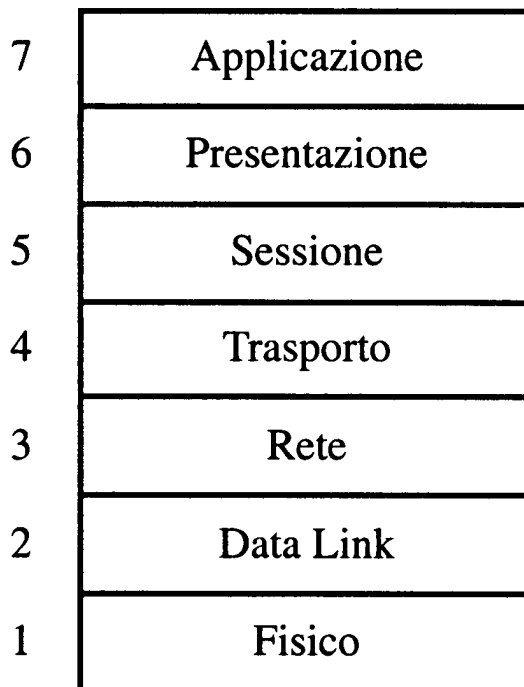 7 Applicazione
6 Presentazione
5 Sessione
4 Trasporto
3 Rete
2 Data Link
1 Fisico